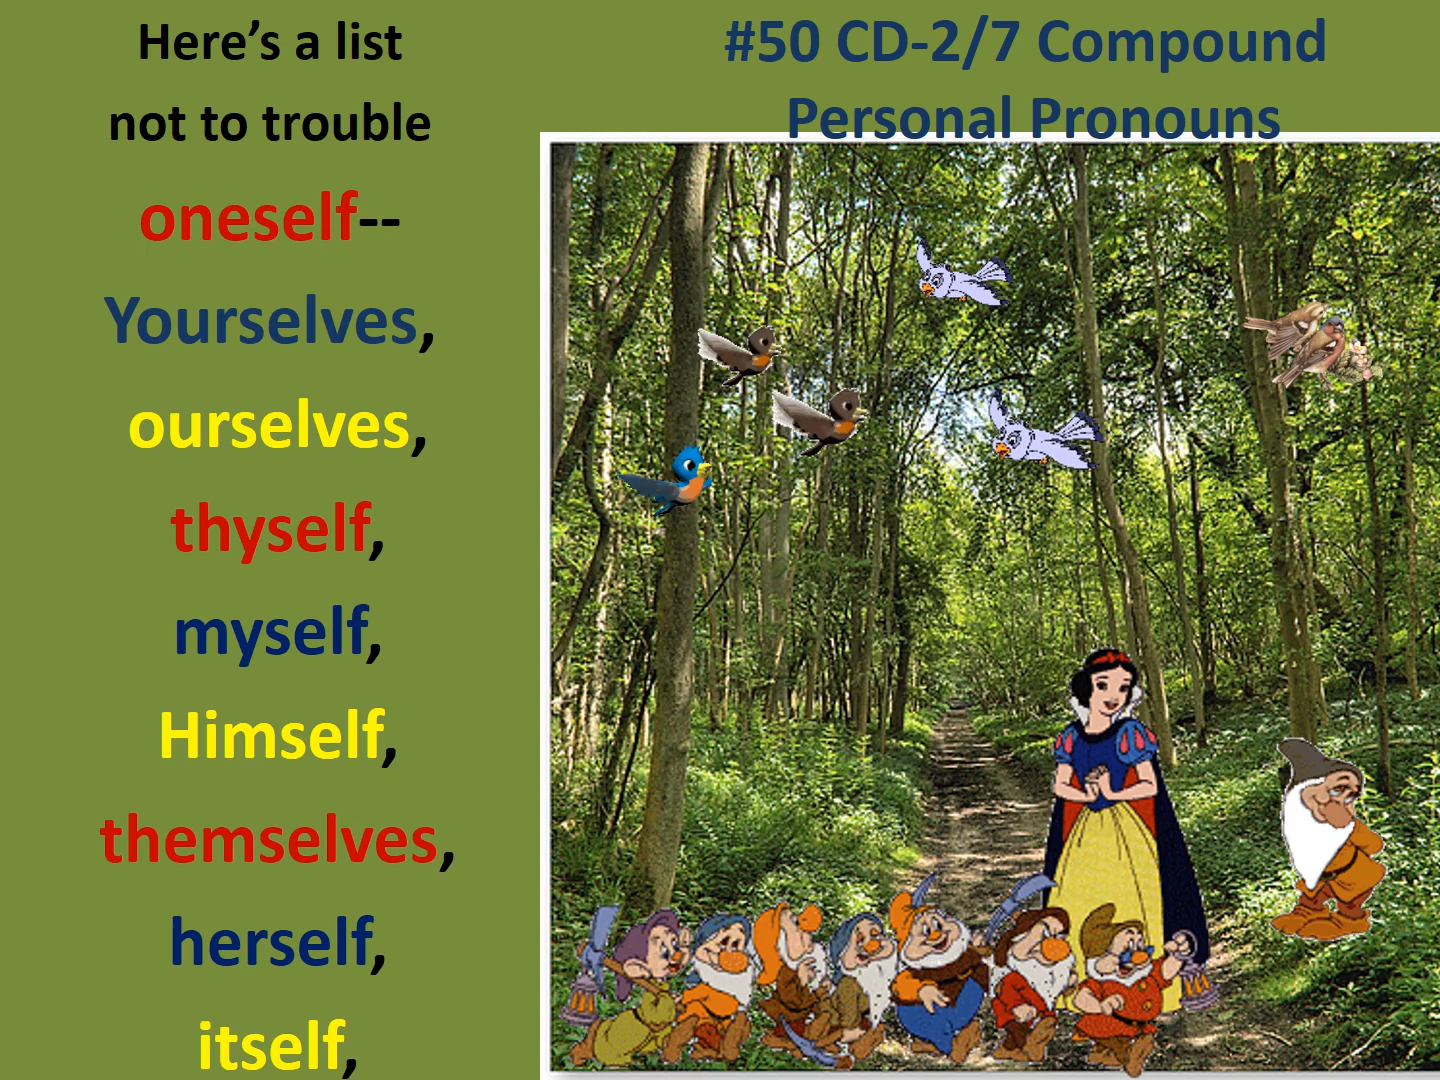 Here’s a list
not to trouble
oneself--
Yourselves,
ourselves,
thyself,
myself,
Himself,
themselves,
herself,
itself,
#50 CD-2/7 Compound
Personal Pronouns